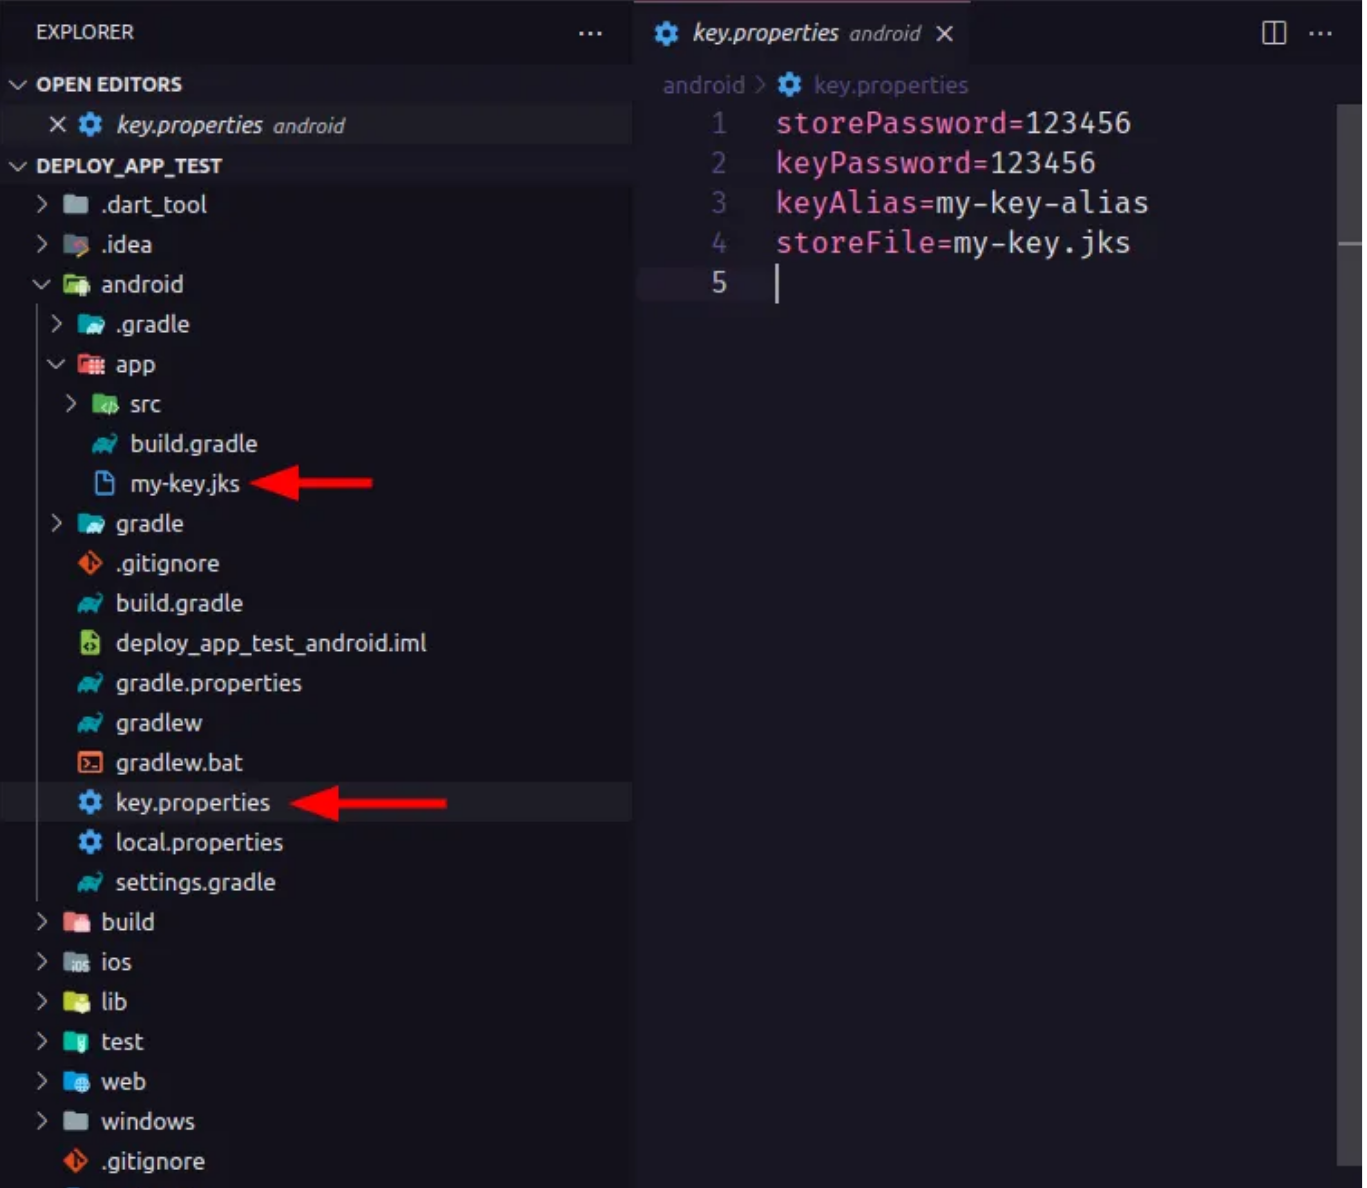 EXPLORER
OPEN EDITORS
key.properties android
DEPLOY_APP_TEST
.dart_tool
.idea
android
.gradle
app
src
build.gradle
my-key.jks
gradle
.gitignore
build.gradle
deploy_app_test_android.iml
gradle.properties
gradlew
gradlew.bat
key.properties
local.properties
settings.gradle
build
ios
lib
test
web
windows
.gitignore
key.properties android
android > key.properties
1 storePassword=123456
2 keyPassword=123456
3 keyAlias=my-key-alias
4 storeFile=my-key.jks
5